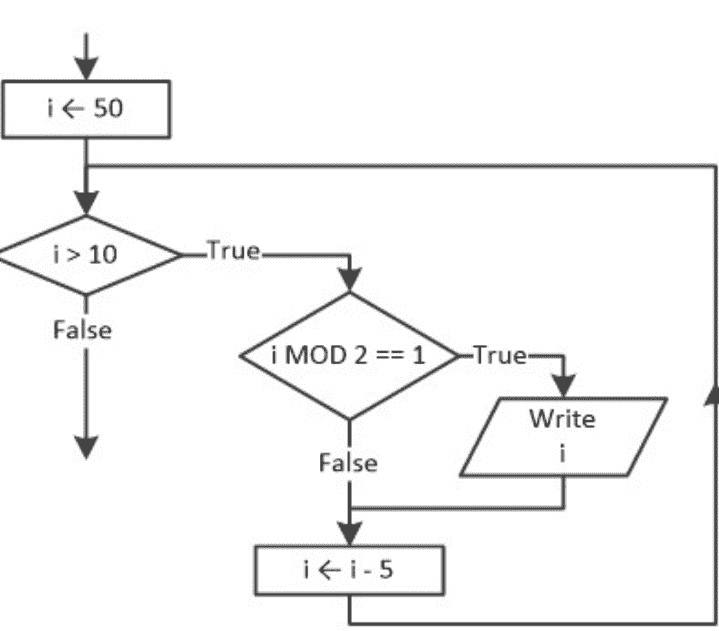 i ← 50
i > 10
True
False
i MOD 2 == 1
True
Write
i
False
i ← i - 5